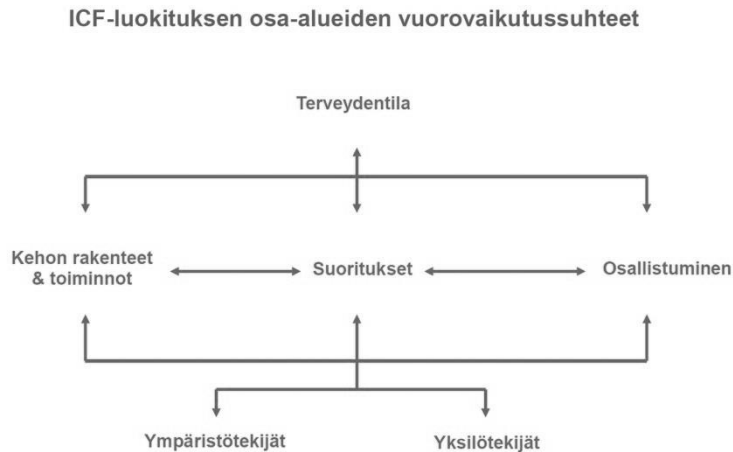 ICF-luokituksen osa-alueiden vuorovaikutussuhteet
Terveydentila
Kehon rakenteet
& toiminnot
Suoritukset
Osallistuminen
Ympäristötekijät
Yksilötekijät